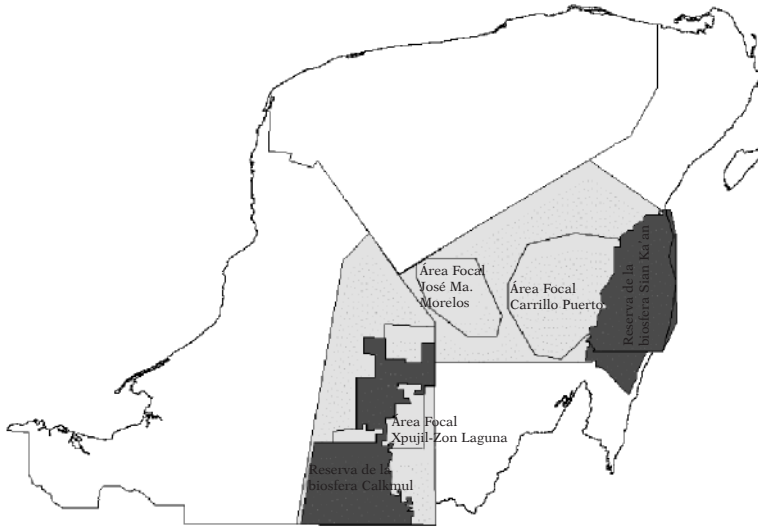 Área Focal
José Ma.
Morelos
Área Focal
Carrillo Puerto
Reserva de la
biosfera Sian Ka'an
Área Focal
Xpujil-Zon Laguna
Reserva de la
biosfera Calkmul